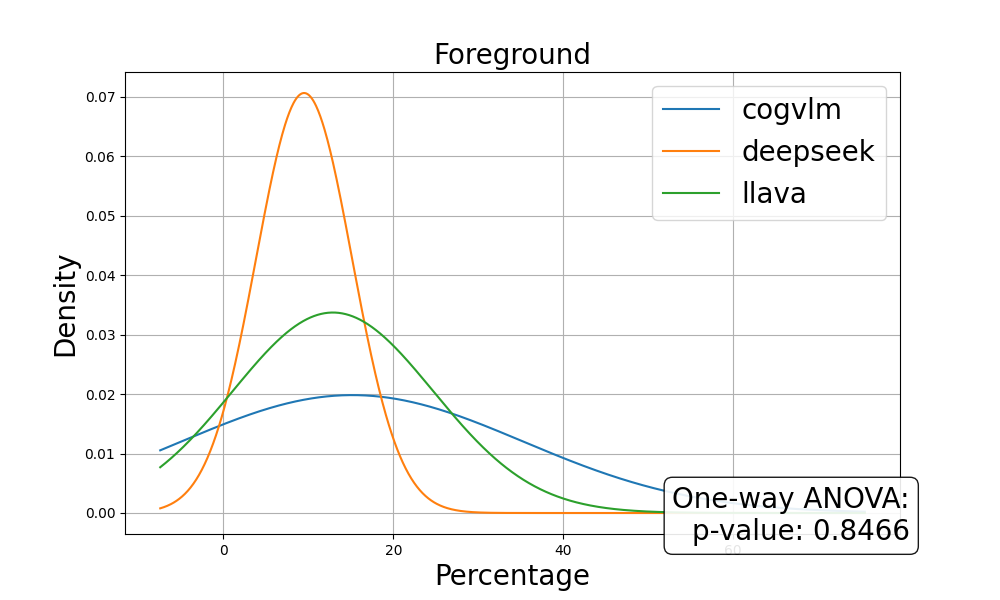 Foreground
0.07
0.06
0.05
0.04
0.03
0.02
0.01
0.00
Density
cogvlm
deepseek
llava
One-way ANOVA:
p-value: 0.8466
0
20
40
60
Percentage